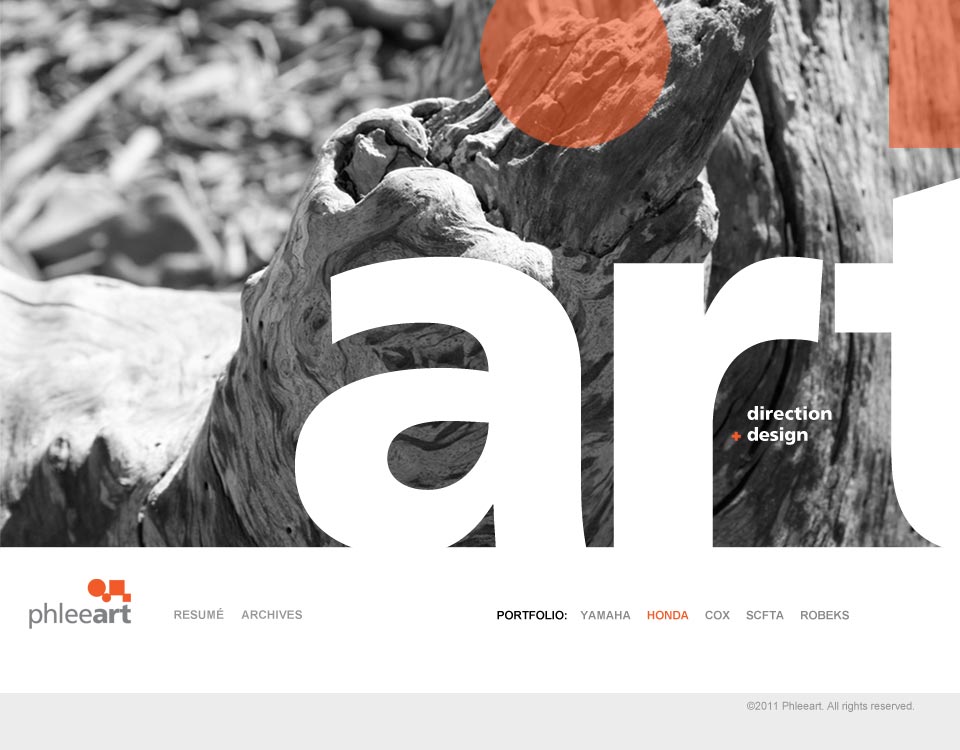 art
direction
+ design
phleeart
RESUMÉ ARCHIVES
PORTFOLIO: YAMAHA HONDA COX SCFTA ROBEKS
©2011 Phleeart. All rights reserved.